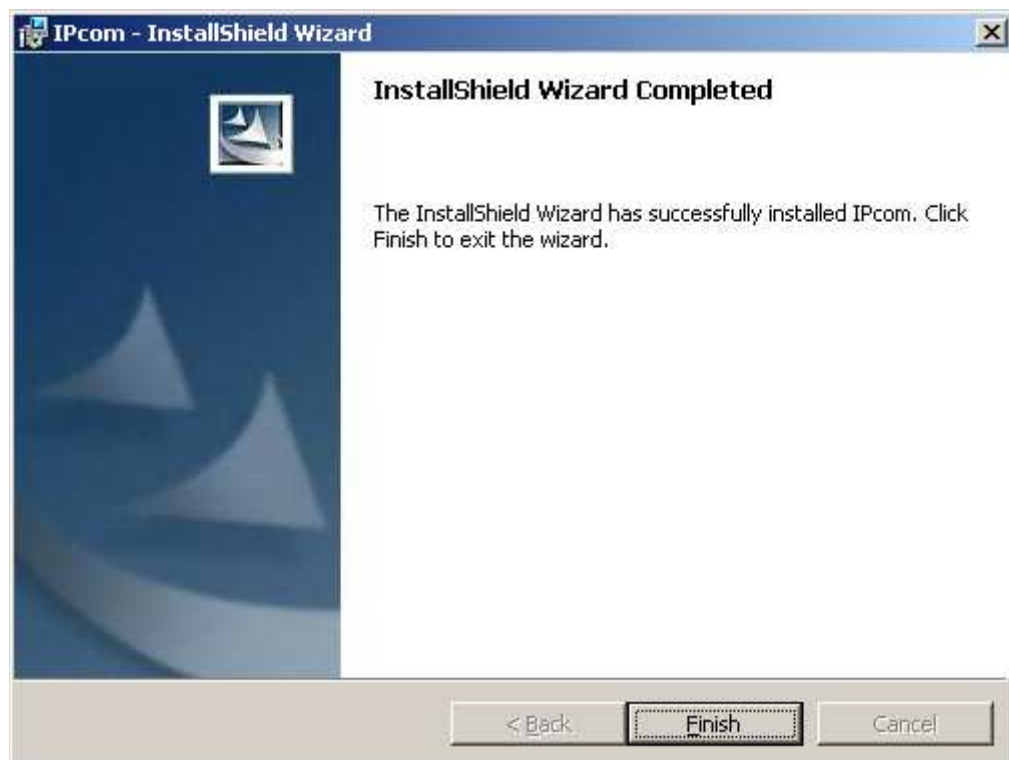 IPcom - InstallShield Wizard
InstallShield Wizard Completed
The InstallShield Wizard has successfully installed IPcom. Click
Finish to exit the wizard.
< Back
Finish
Cancel